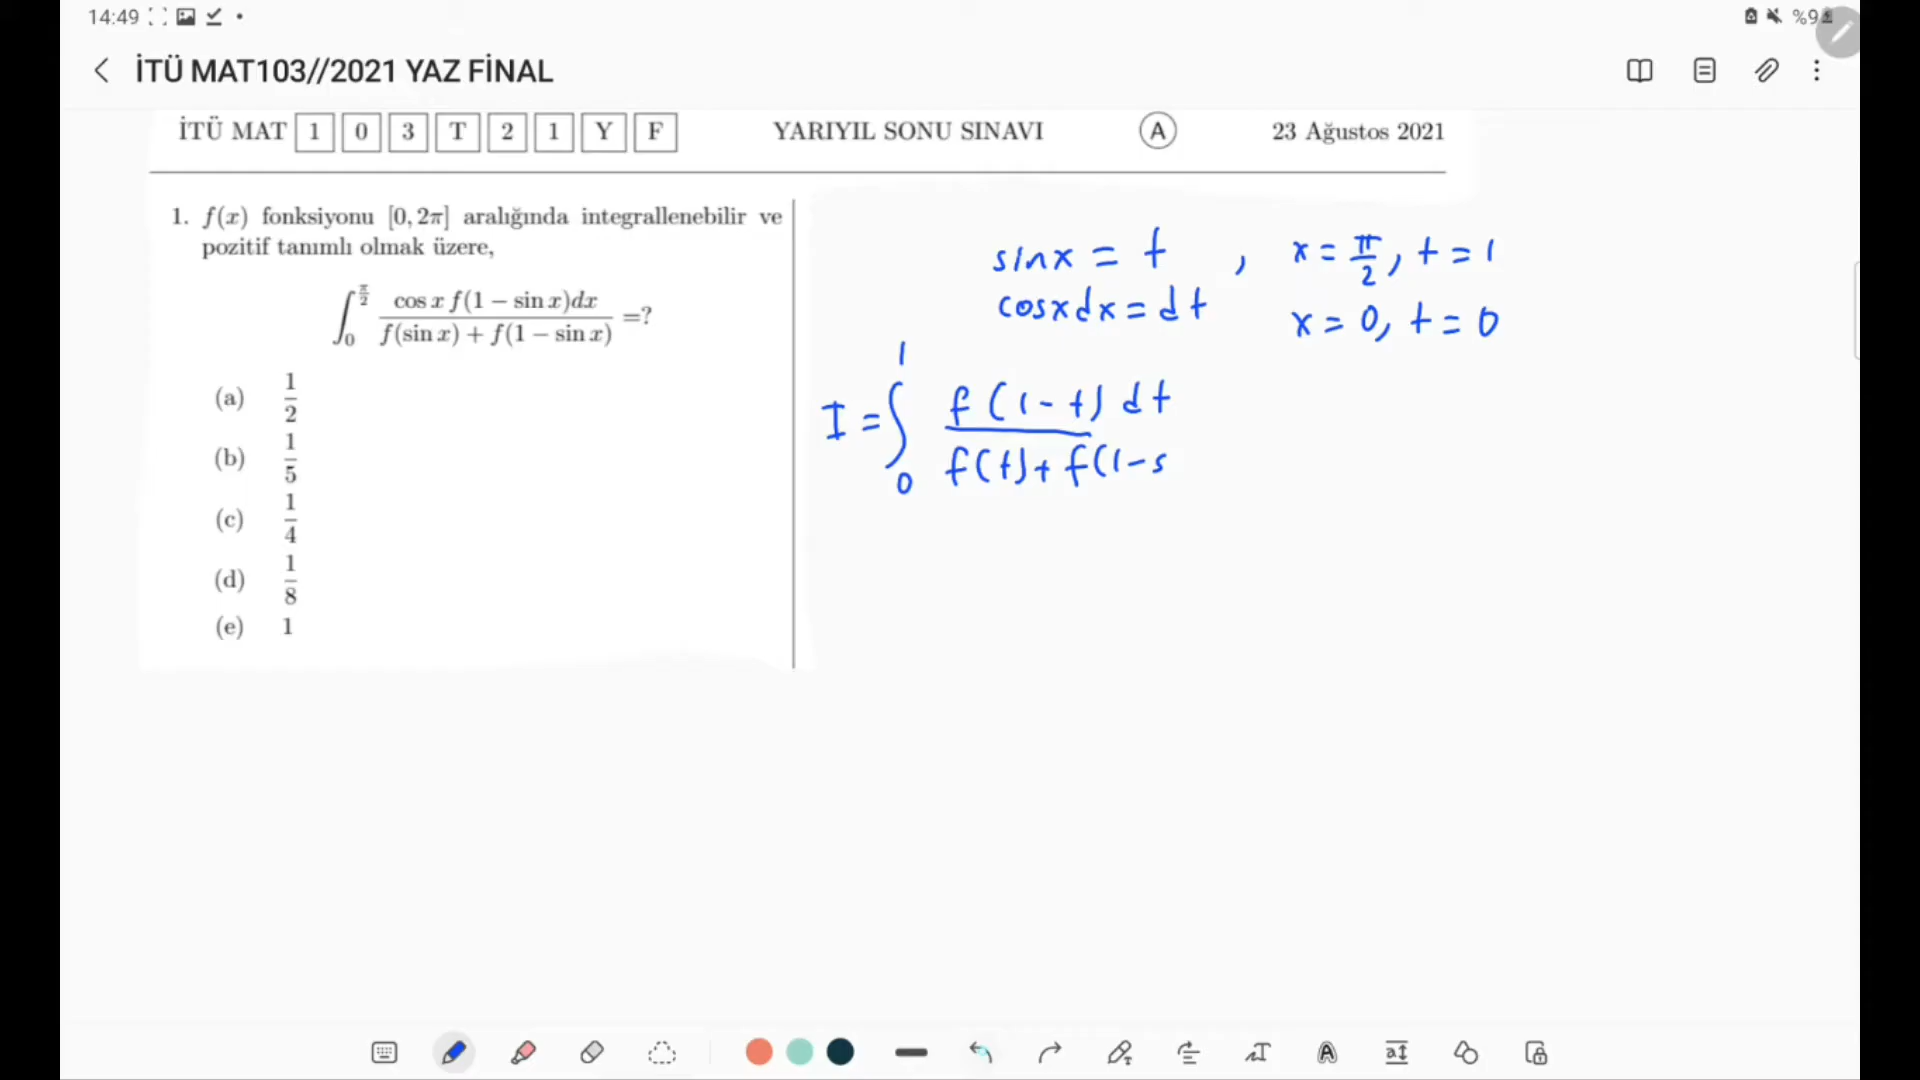 14:49
%9
İTÜ MAT103//2021 YAZ FİNAL
İTÜ MAT 1 0 3 T 2 1 Y F YARIYIL SONU SINAVI A 23 Ağustos 2021
1. f(x) fonksiyonu [0, 2π] aralığında integrallenebilir ve
pozitif tanımlı olmak üzere,
∫₀^(π/2) cos x f(1 − sin x)dx / f(sin x) + f(1 − sin x) =?
(a) 1/2
(b) 1/5
(c) 1/4
(d) 1/8
(e) 1
sinx = t , x = π/2, t = 1
cosxdx = dt x = 0, t = 0
I = ∫₀¹ f(1-t) dt / f(t) + f(1-s